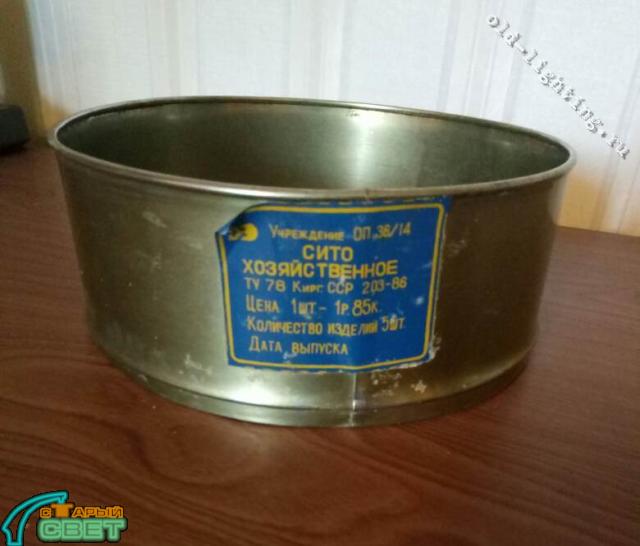 old-lighting.ru
Учреждение ОП 36/14
СИТО
ХОЗЯЙСТВЕННОЕ
ТУ 78 Кирг. ССР 203-86
Цена 1шт - 1р. 85к.
Количество изделий 5шт.
Дата выпуска
СТАРЫЙ
СВЕТ